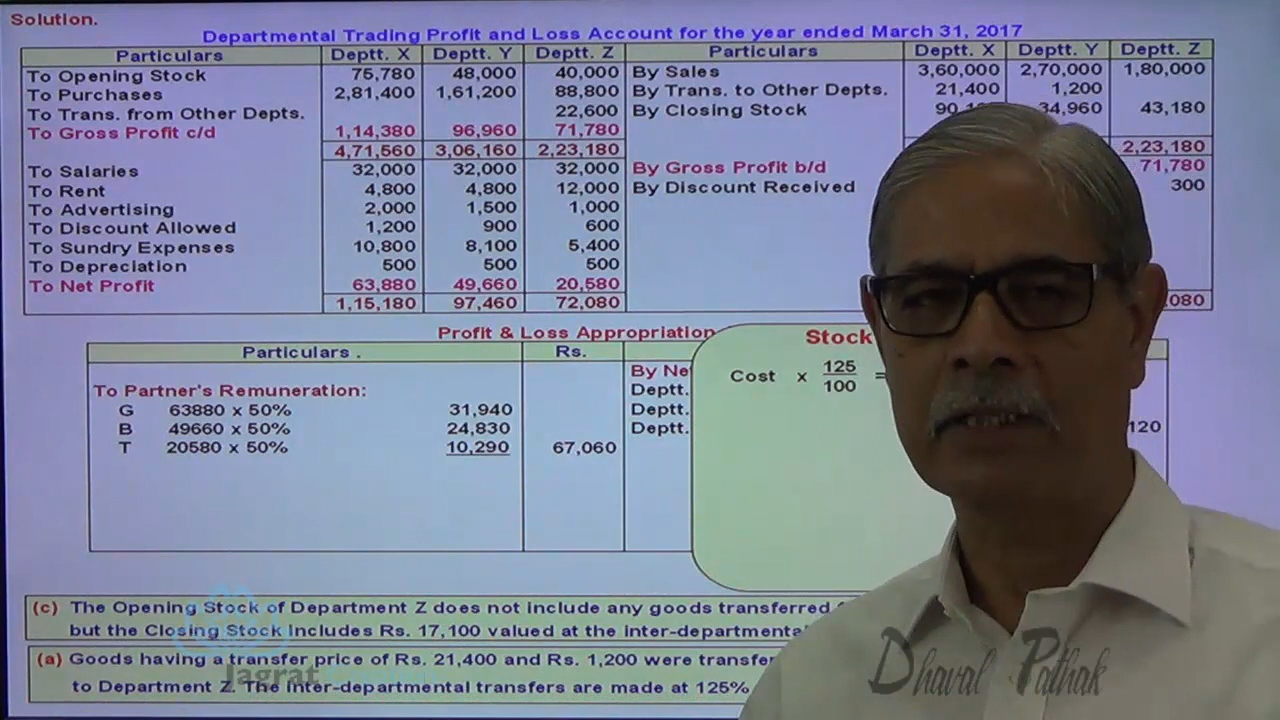 Solution.
Departmental Trading Profit and Loss Account for the year ended March 31, 2017
Particulars Deptt. X Deptt. Y Deptt. Z Particulars Deptt. X Deptt. Y Deptt. Z
To Opening Stock 75,780 48,000 40,000 By Sales 3,60,000 2,70,000 1,80,000
To Purchases 2,81,400 1,61,200 88,800 By Trans. to Other Depts. 21,400 1,200
To Trans. from Other Depts. 22,600 By Closing Stock 34,960 43,180
To Gross Profit c/d 1,14,380 96,960 71,780
4,71,560 3,06,160 2,23,180 2,23,180
To Salaries 32,000 32,000 32,000 By Gross Profit b/d 71,780
To Rent 4,800 4,800 12,000 By Discount Received 300
To Advertising 2,000 1,500 1,000
To Discount Allowed 1,200 900 600
To Sundry Expenses 10,800 8,100 5,400
To Depreciation 500 500 500
To Net Profit 63,880 49,660 20,580
1,15,180 97,460 72,080 080
Profit & Loss Appropriation
Particulars . Rs.
To Partner's Remuneration:
G 63880 x 50% 31,940
B 49660 x 50% 24,830
T 20580 x 50% 10,290 67,060
By Ne
Deptt.
Deptt.
Deptt. 120
Stock
Cost x 125/100 =
(c) The Opening Stock of Department Z does not include any goods transferred
but the Closing Stock Includes Rs. 17,100 valued at the inter-departmenta
(a) Goods having a transfer price of Rs. 21,400 and Rs. 1,200 were transfe
to Department Z. The Inter-departmental transfers are made at 125%
Jagrat
Dhaval Pathak